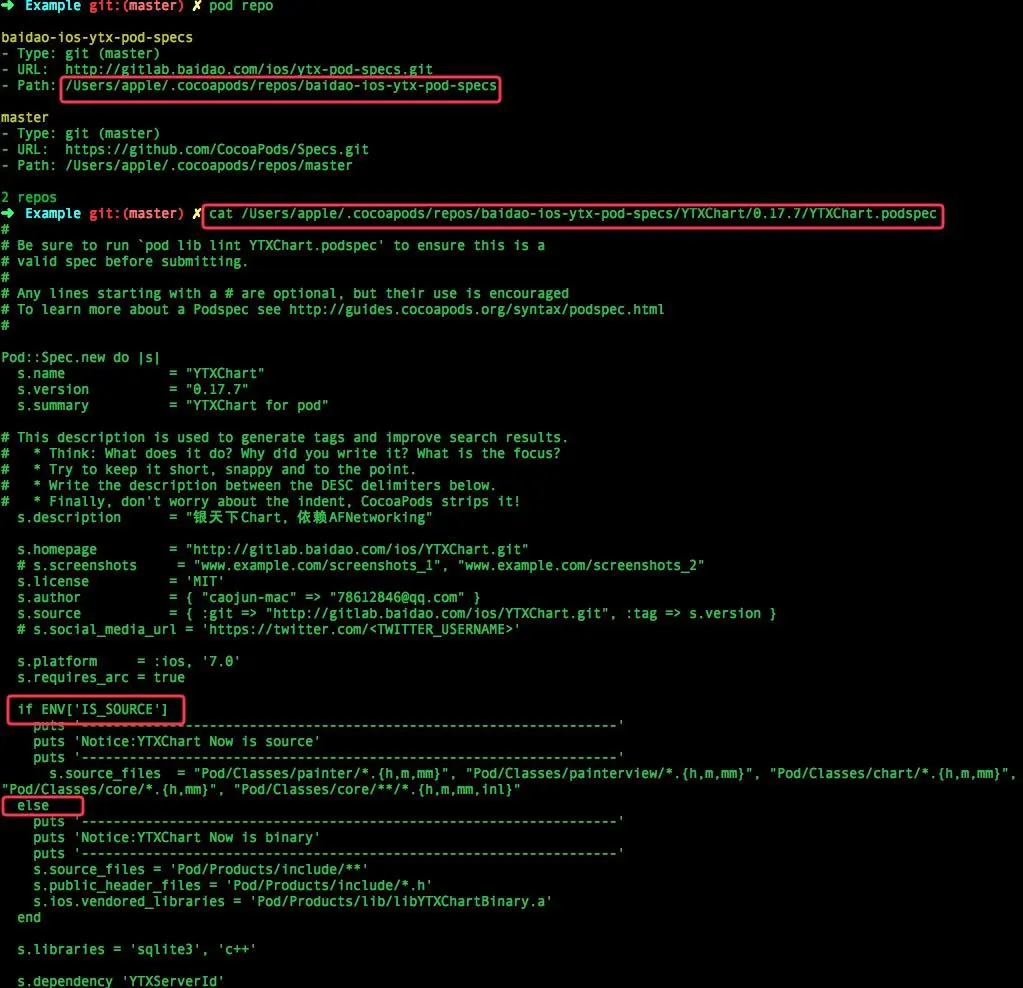 ➜ Example git:(master) ✗ pod repo
baidao-ios-ytx-pod-specs
- Type: git (master)
- URL:  http://gitlab.baidao.com/ios/ytx-pod-specs.git
- Path: /Users/apple/.cocoapods/repos/baidao-ios-ytx-pod-specs
master
- Type: git (master)
- URL:  https://github.com/CocoaPods/Specs.git
- Path: /Users/apple/.cocoapods/repos/master
2 repos
➜ Example git:(master) ✗ cat /Users/apple/.cocoapods/repos/baidao-ios-ytx-pod-specs/YTXChart/0.17.7/YTXChart.podspec
#
# Be sure to run `pod lib lint YTXChart.podspec' to ensure this is a
# valid spec before submitting.
#
# Any lines starting with a # are optional, but their use is encouraged
# To learn more about a Podspec see http://guides.cocoapods.org/syntax/podspec.html
#
Pod::Spec.new do |s|
  s.name             = "YTXChart"
  s.version          = "0.17.7"
  s.summary          = "YTXChart for pod"
# This description is used to generate tags and improve search results.
#   * Think: What does it do? Why did you write it? What is the focus?
#   * Try to keep it short, snappy and to the point.
#   * Write the description between the DESC delimiters below.
#   * Finally, don't worry about the indent, CocoaPods strips it!
  s.description      = "银天下Chart, 依赖AFNetworking"
  s.homepage         = "http://gitlab.baidao.com/ios/YTXChart.git"
  # s.screenshots     = "www.example.com/screenshots_1", "www.example.com/screenshots_2"
  s.license          = 'MIT'
  s.author           = { "caojun-mac" => "78612846@qq.com" }
  s.source           = { :git => "http://gitlab.baidao.com/ios/YTXChart.git", :tag => s.version }
  # s.social_media_url = 'https://twitter.com/<TWITTER_USERNAME>'
  s.platform     = :ios, '7.0'
  s.requires_arc = true
  if ENV['IS_SOURCE']
    puts '-------------------------------------------------------------------'
    puts 'Notice:YTXChart Now is source'
    puts '-------------------------------------------------------------------'
      s.source_files  = "Pod/Classes/painter/*.{h,m,mm}", "Pod/Classes/painterview/*.{h,m,mm}", "Pod/Classes/chart/*.{h,m,mm}",
"Pod/Classes/core/*.{h,mm}", "Pod/Classes/core/**/*.{h,m,mm,inl}"
  else
    puts '-------------------------------------------------------------------'
    puts 'Notice:YTXChart Now is binary'
    puts '-------------------------------------------------------------------'
    s.source_files = 'Pod/Products/include/**'
    s.public_header_files = 'Pod/Products/include/*.h'
    s.ios.vendored_libraries = 'Pod/Products/lib/libYTXChartBinary.a'
  end
  s.libraries = 'sqlite3', 'c++'
  s.dependency 'YTXServerId'